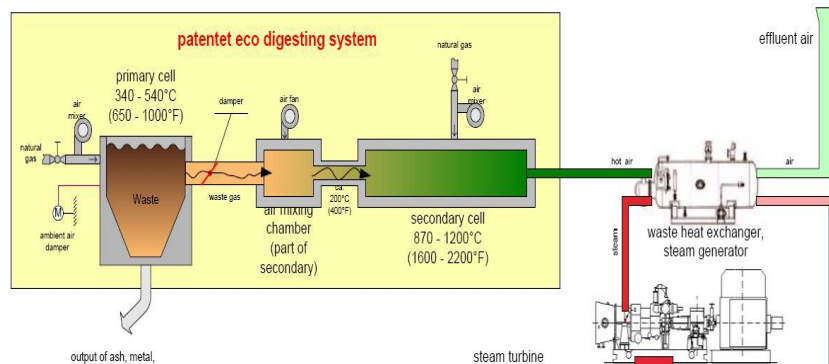 patentet eco digesting system
natural gas
effluent air
primary cell
340 - 540°C
(650 - 1000°F)
damper
air fan
air
mixer
air
mixer
natural
gas
hot air
air
Waste
waste gas
ca.
200°C
(400°F)
M
ambient air
damper
air mixing
chamber
(part of
secondary)
secondary cell
870 - 1200°C
(1600 - 2200°F)
steam
waste heat exchanger,
steam generator
output of ash, metal,
steam turbine